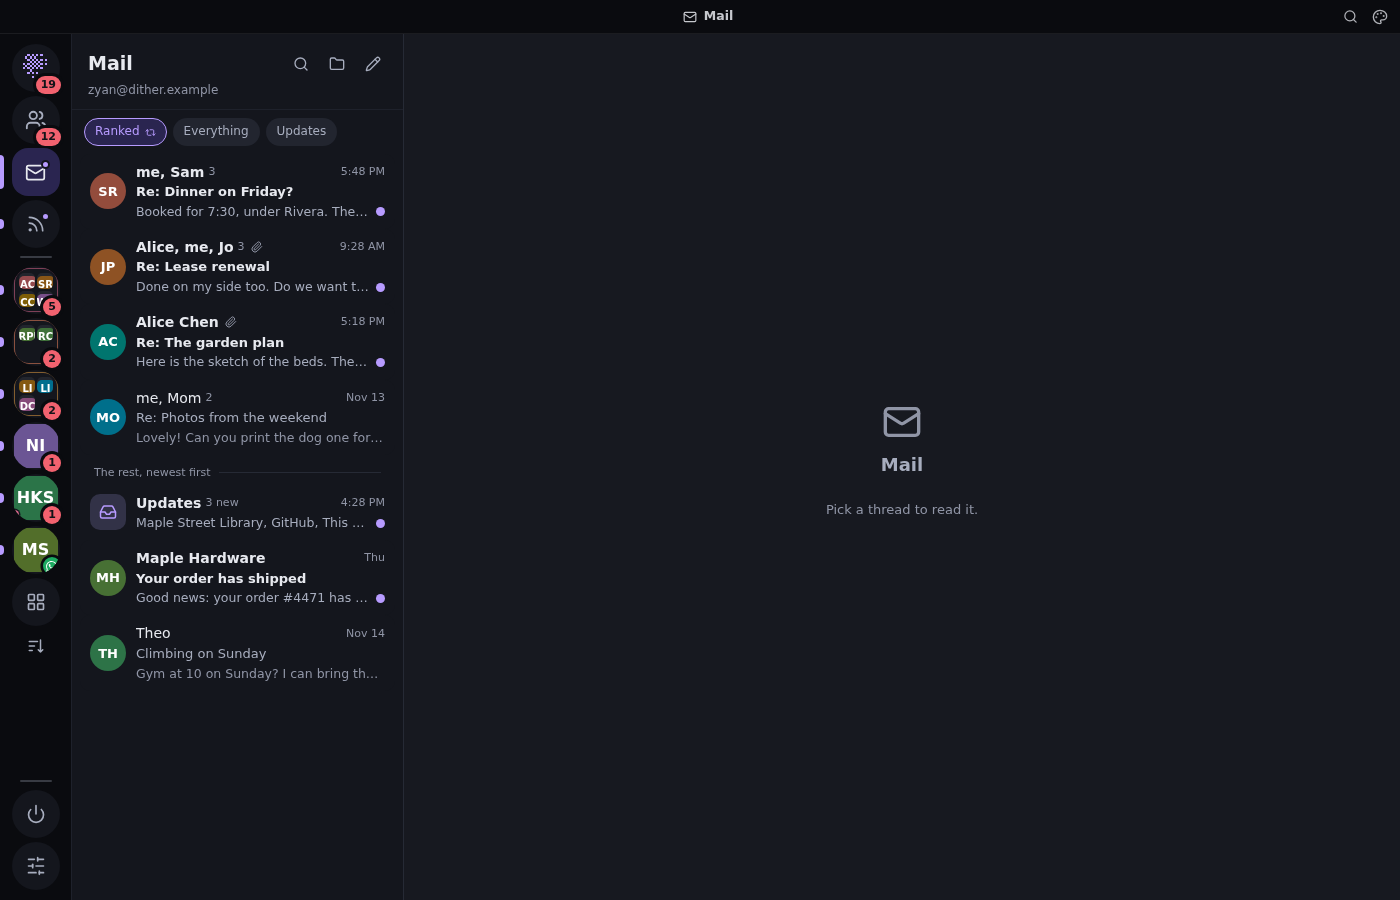 Mail
19
12
5
2
2
1
1
AC SR
CC
RP RC
LI LI
DC
NI
HKS
MS
Mail
zyan@dither.example
Ranked Everything Updates
SR me, Sam 3 5:48 PM
Re: Dinner on Friday?
Booked for 7:30, under Rivera. The…
JP Alice, me, Jo 3 9:28 AM
Re: Lease renewal
Done on my side too. Do we want t…
AC Alice Chen 5:18 PM
Re: The garden plan
Here is the sketch of the beds. The…
MO me, Mom 2 Nov 13
Re: Photos from the weekend
Lovely! Can you print the dog one for…
The rest, newest first
Updates 3 new 4:28 PM
Maple Street Library, GitHub, This …
MH Maple Hardware Thu
Your order has shipped
Good news: your order #4471 has …
TH Theo Nov 14
Climbing on Sunday
Gym at 10 on Sunday? I can bring th…
Mail
Pick a thread to read it.